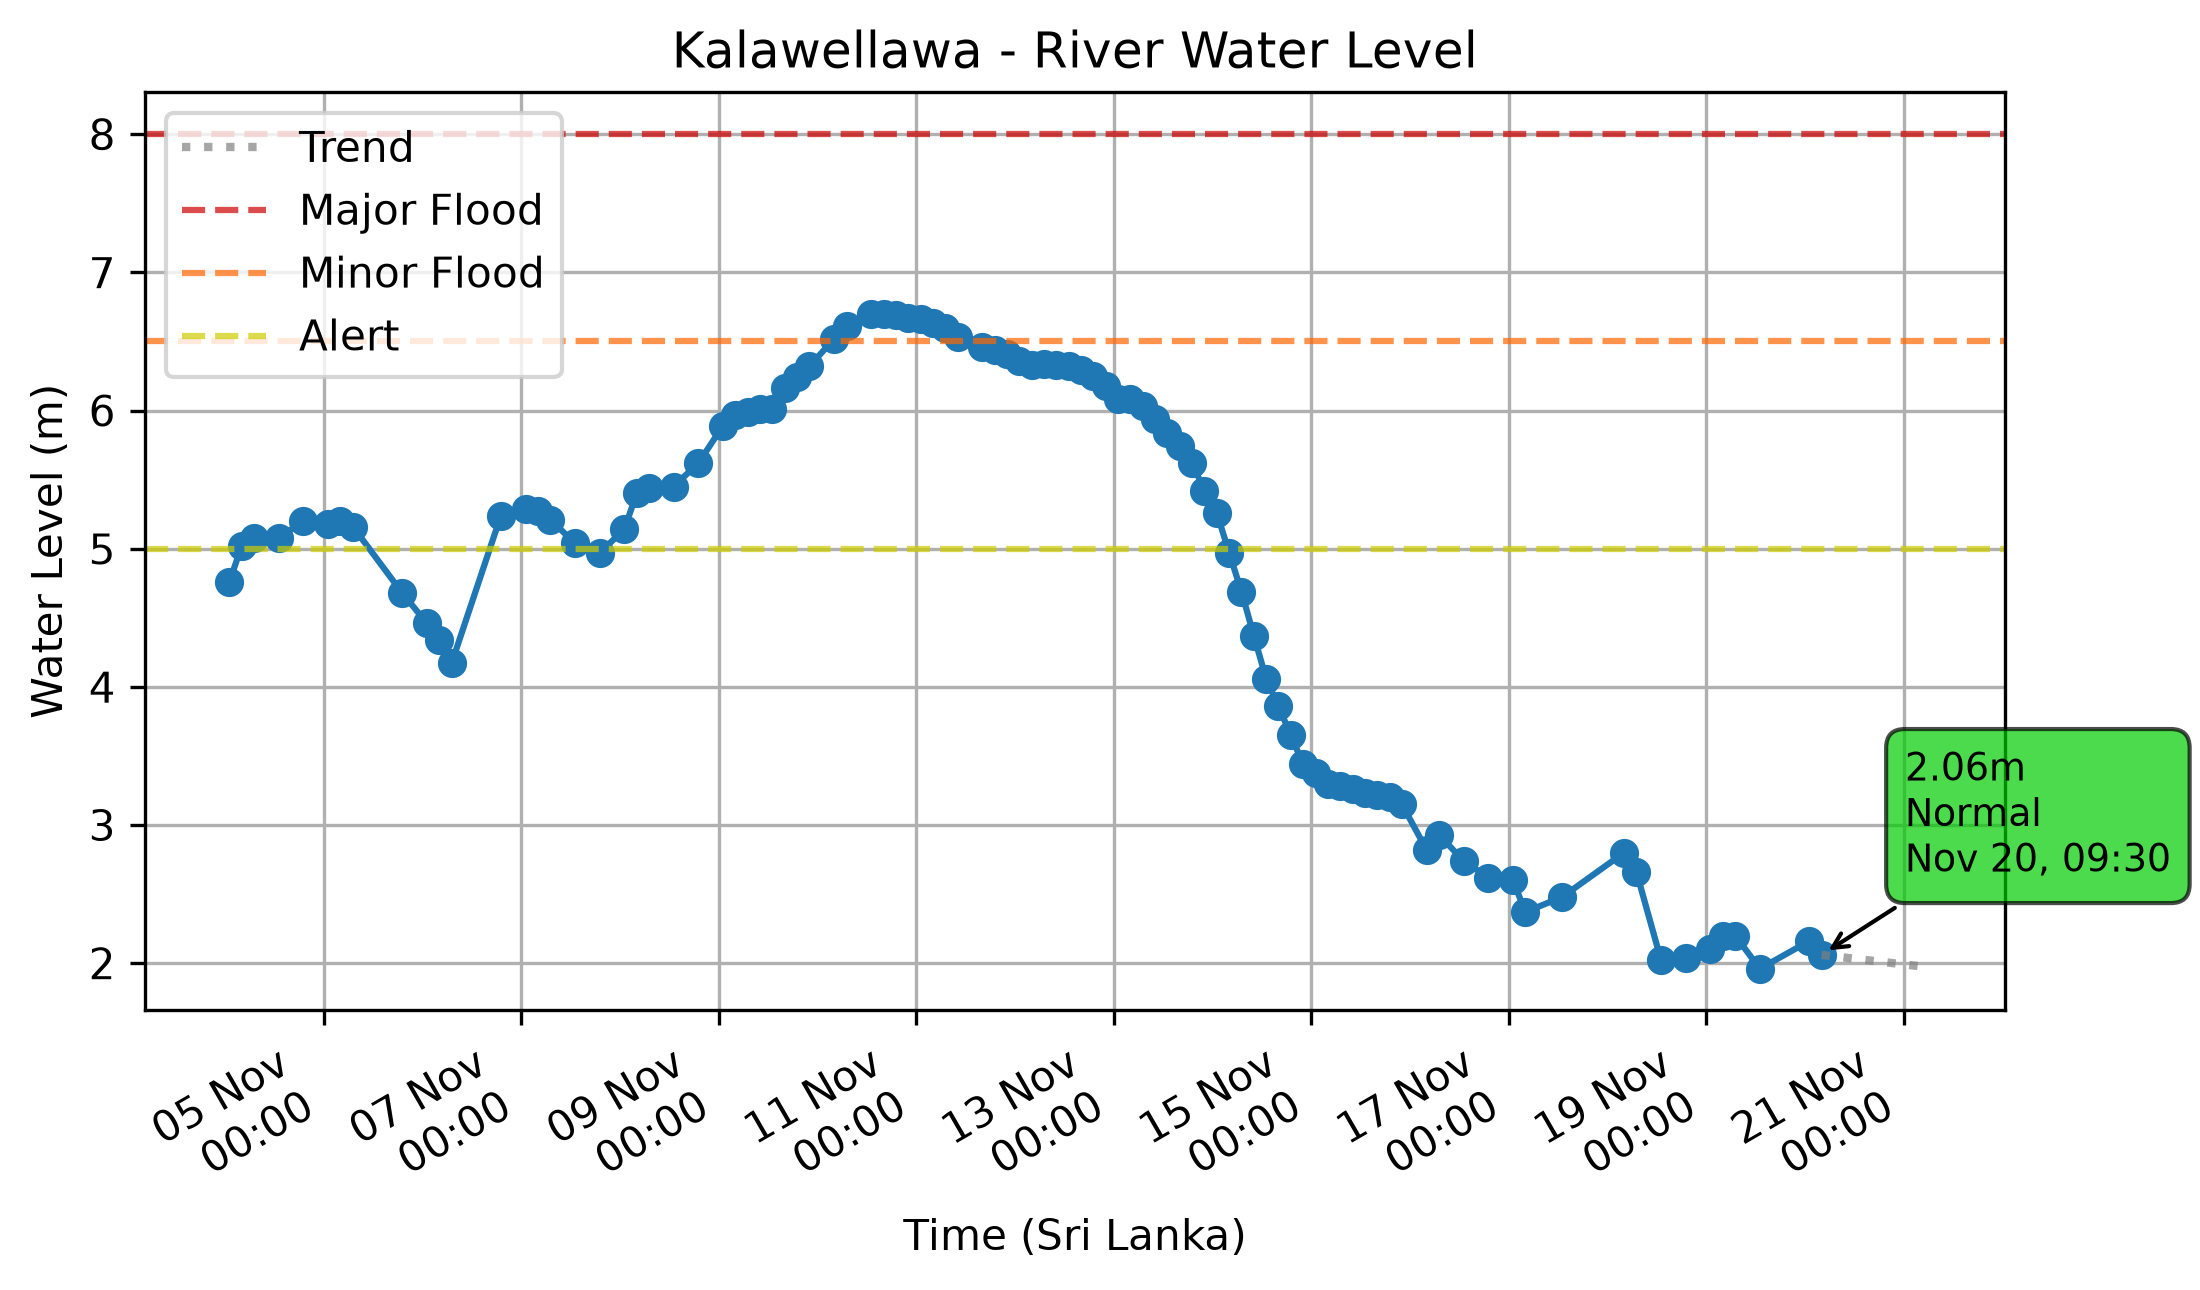 Kalawellawa - River Water Level
Trend
Major Flood
Minor Flood
Alert
8
7
6
5
4
3
2
Water Level (m)
2.06m
Normal
Nov 20, 09:30
05 Nov
00:00
07 Nov
00:00
09 Nov
00:00
11 Nov
00:00
13 Nov
00:00
15 Nov
00:00
17 Nov
00:00
19 Nov
00:00
21 Nov
00:00
Time (Sri Lanka)